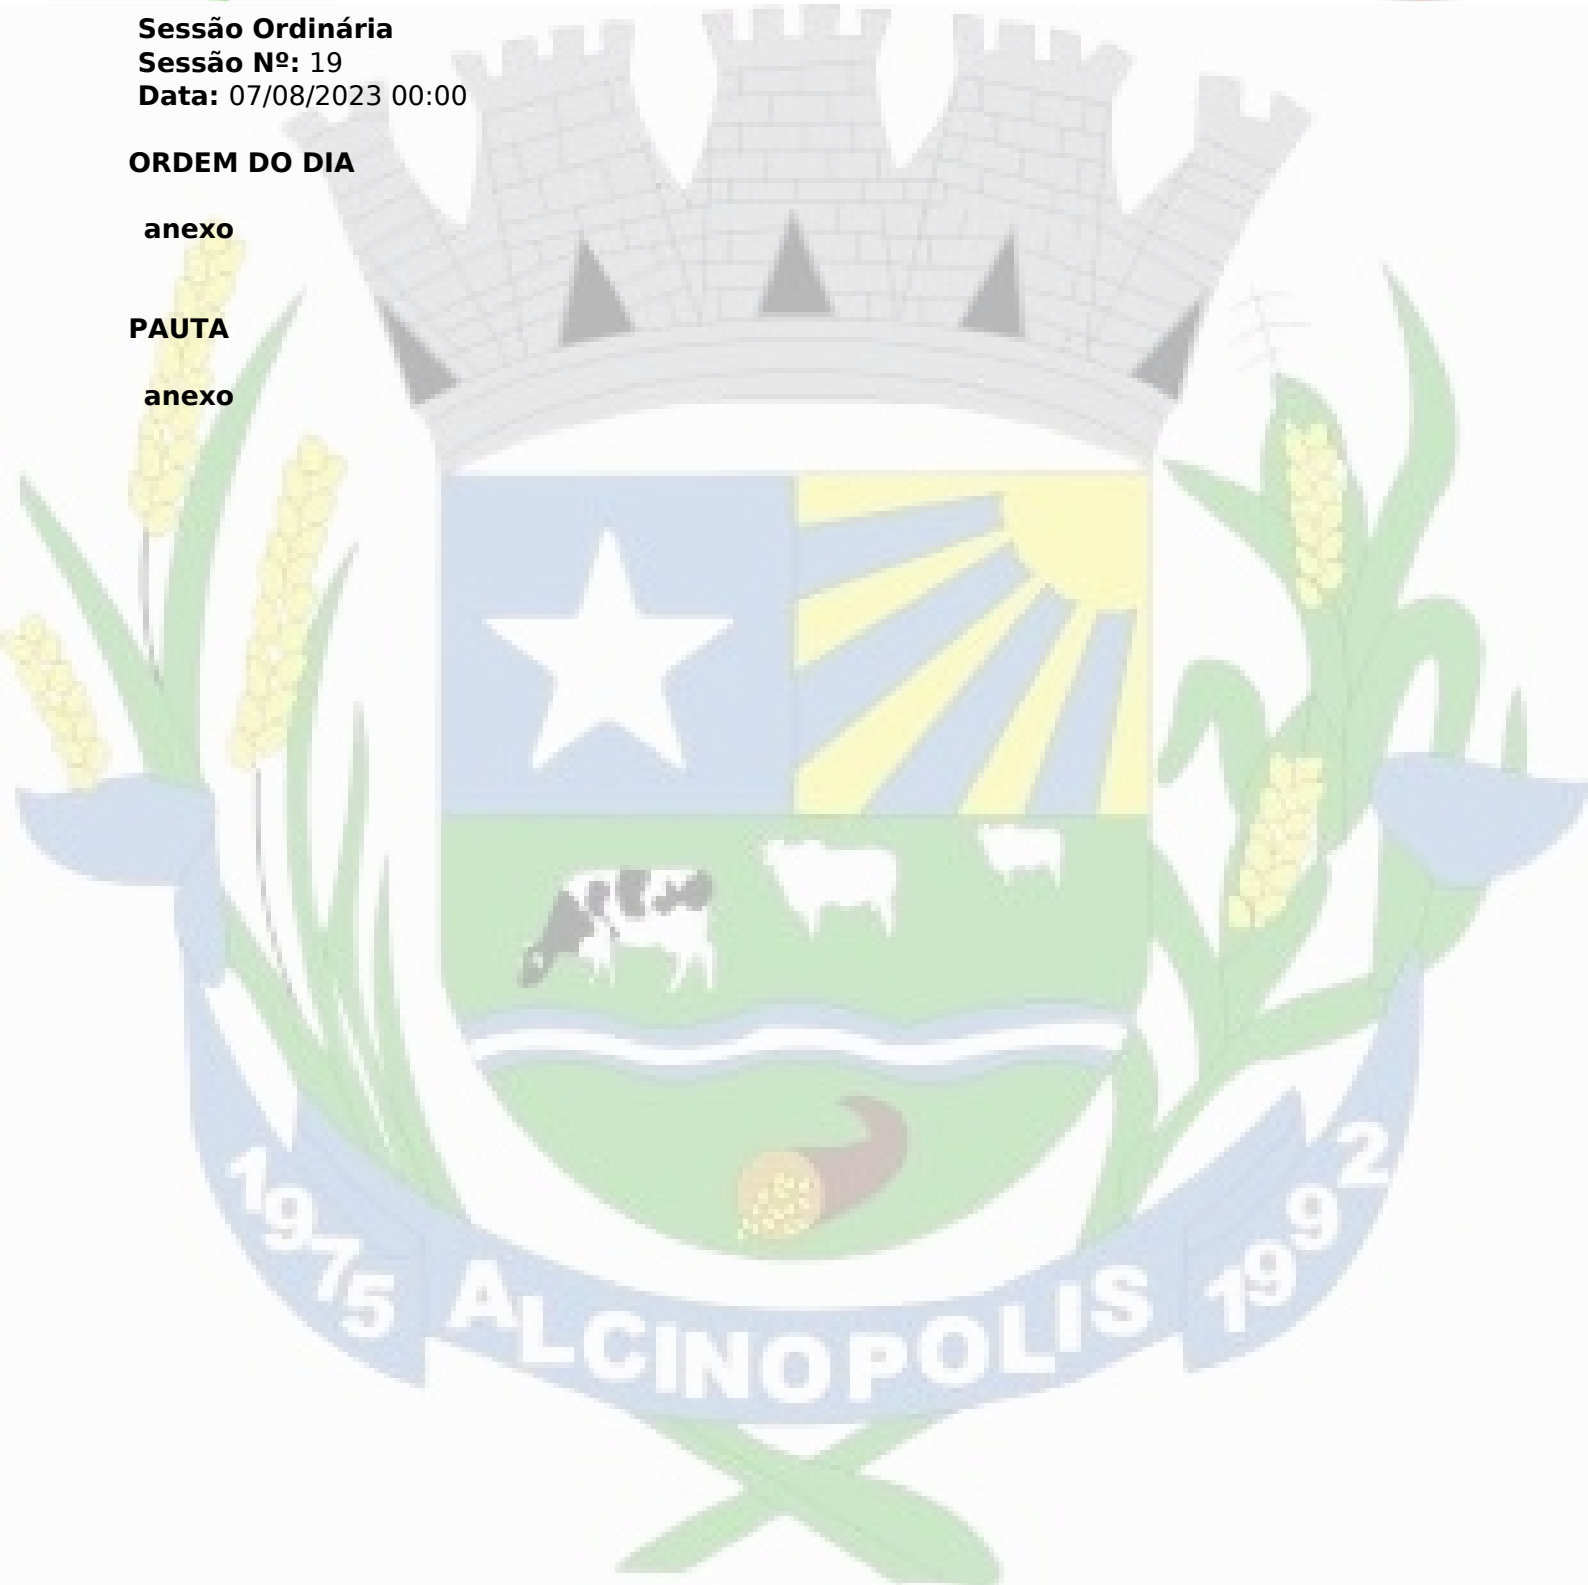 Sessão Ordinária
Sessão Nº: 19
Data: 07/08/2023 00:00
ORDEM DO DIA
anexo
PAUTA
anexo
1975 ALCINOPOLIS 1992